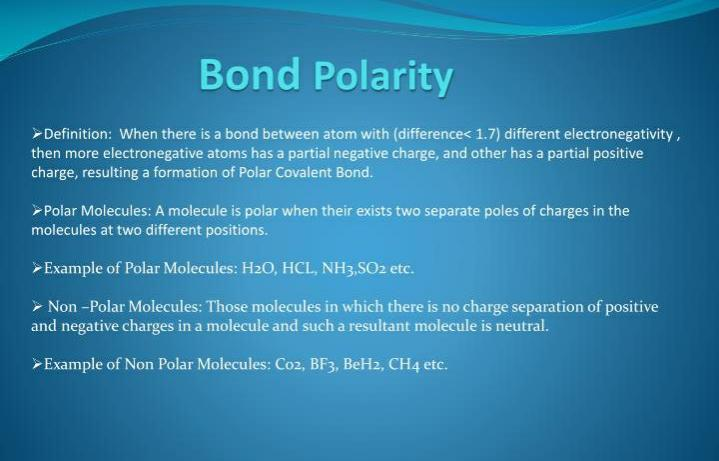 Bond Polarity
➢Definition:  When there is a bond between atom with (difference< 1.7) different electronegativity ,
then more electronegative atoms has a partial negative charge, and other has a partial positive
charge, resulting a formation of Polar Covalent Bond.
➢Polar Molecules: A molecule is polar when their exists two separate poles of charges in the
molecules at two different positions.
➢Example of Polar Molecules: H2O, HCL, NH3,SO2 etc.
➢ Non –Polar Molecules: Those molecules in which there is no charge separation of positive
and negative charges in a molecule and such a resultant molecule is neutral.
➢Example of Non Polar Molecules: Co2, BF3, BeH2, CH4 etc.